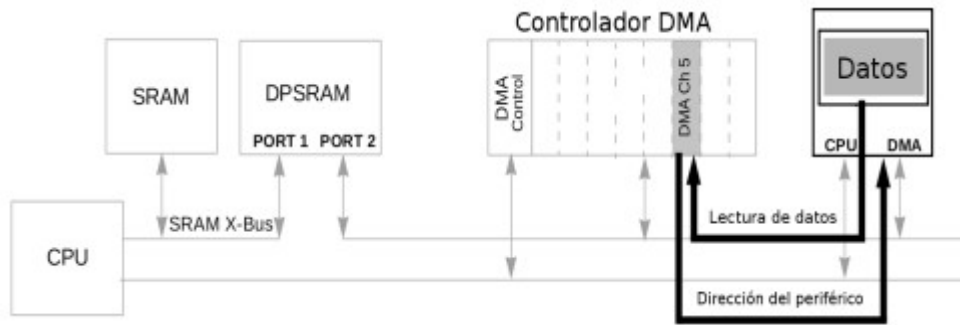 Controlador DMA
SRAM
DPSRAM
PORT 1 PORT 2
DMA
Control
DMA Ch 5
Datos
CPU DMA
SRAM X-Bus
Lectura de datos
CPU
Dirección del periférico